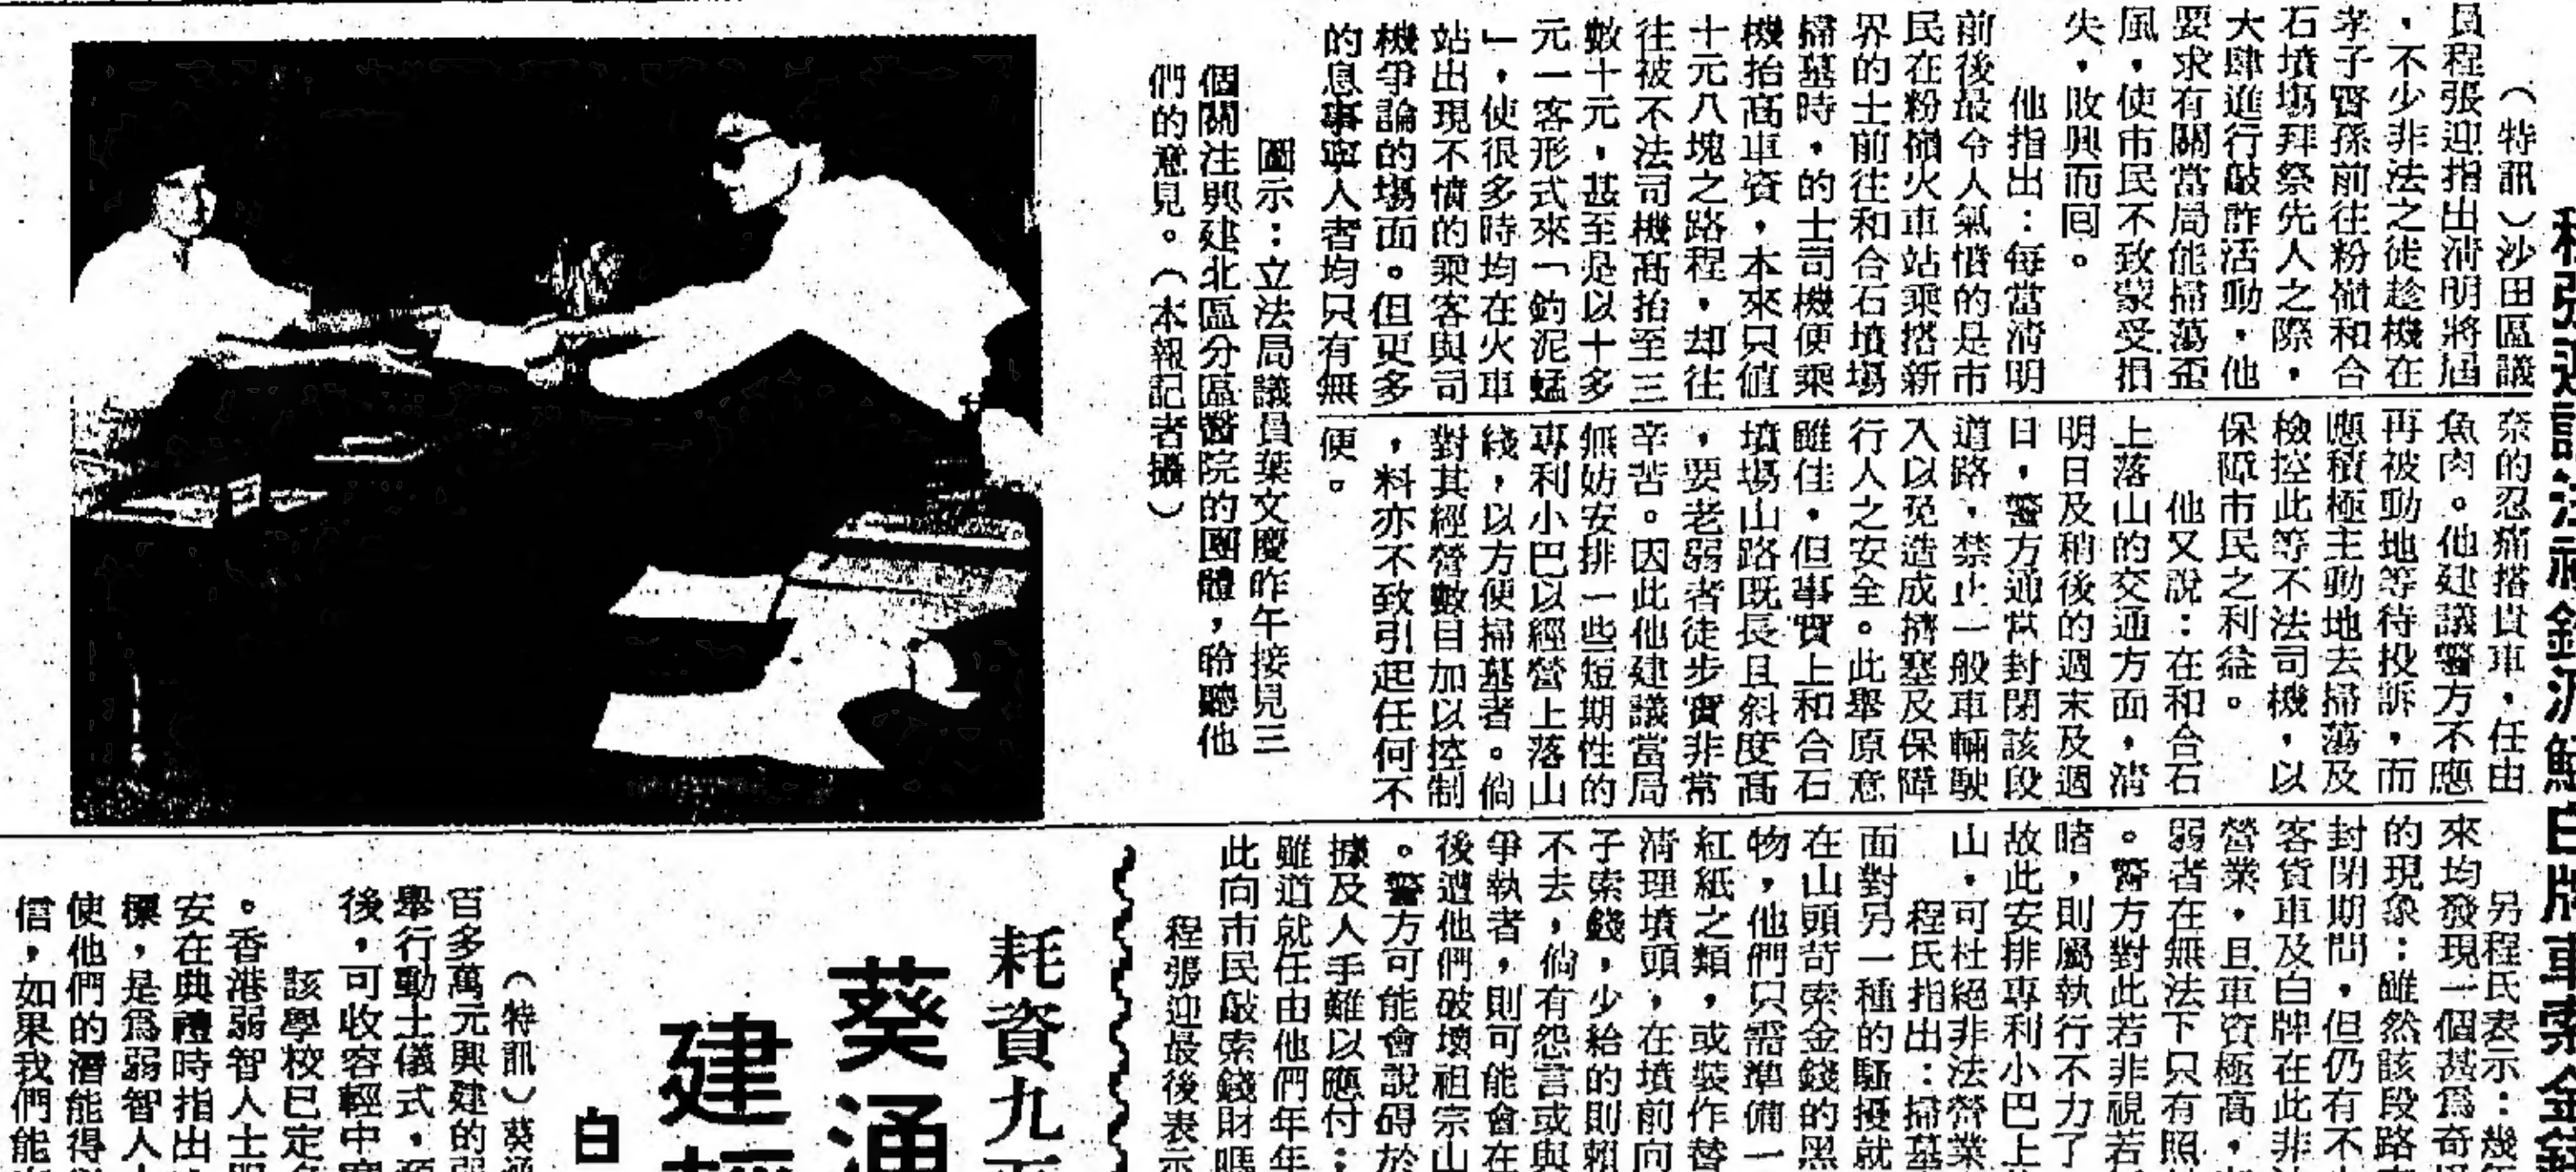 （特訊）沙田區議
員程張迎指出清明將屆
，不少非法之徒趁機在
孝子賢孫前往粉嶺和合
石墳塲拜祭先人之際，
大肆進行敲詐活動，他
要求有關當局能掃蕩歪
風，使市民不致蒙受損
失，敗興而囘。
他指出：每當清明
前後最令人氣憤的是市
民在粉嶺火車站乘搭新
界的士前往和合石墳塲
掃墓時，的士司機便乘
機抬高車資，本來只值
十元八塊之路程，却往
往被不法司機高抬至三
數十元，甚至是以十多
元一客形式來「釣泥蜢
」，使很多時均在火車
站出現不憤的乘客與司
機爭論的塲面。但更多
的息事寧人者均只有無
奈的忍痛搭貴車，任由
魚肉。他建議警方不應
再被動地等待投訴，而
應積極主動地去掃蕩及
檢控此等不法司機，以
保障市民之利益。
他又說：在和合石
上落山的交通方面，清
明日及稍後的週末及週
日，警方通常封閉該段
道路，禁止一般車輛駛
入以免造成擠塞及保障
行人之安全。此舉原意
雖佳，但事實上和合石
墳塲山路既長且斜度高
，要老弱者徒步實非常
辛苦。因此他建議當局
無妨安排一些短期性的
專利小巴以經營上落山
綫，以方便掃墓者。倘
對其經營數目加以控制
，料亦不致引起任何不
便。
另程氏表示：幾
來均發現一個甚爲奇
的現象：雖然該段路
封閉期間，但仍有不
客貨車及白牌在此非
營業，且車資極高，
弱者在無法下只有照
。警方對此若非視若
睹，則屬執行不力了
故此安排專利小巴上
山，可杜絕非法營業
程氏指出：掃墓
面對另一種的騷擾就
在山頭苛索金錢的黑
物，他們只需準備一
紅紙之類，或裝作替
清理墳頭，在墳前向
子索錢，少給的則賴
不去，倘有怨言或與
爭執者，則可能會在
後遭他們破壞祖宗山
。警方可能會說碍於
據及人手難以應付；
雖道就任由他們年年
此向市民敲索錢財嗎
程張迎最後表示
圖示：立法局議員葉文慶昨午接見三
個關注興建北區分區醫院的團體，聆聽他
們的意見。（本報記者攝）
耗資九
葵涌
建
白
（特訊）葵涌
百多萬元興建的弱
舉行動土儀式，預
後，可收容輕中度
該學校已定名
。香港弱智人士服
安在典禮時指出
標，是爲弱智人
使他們的潛能得
信，如果我們能